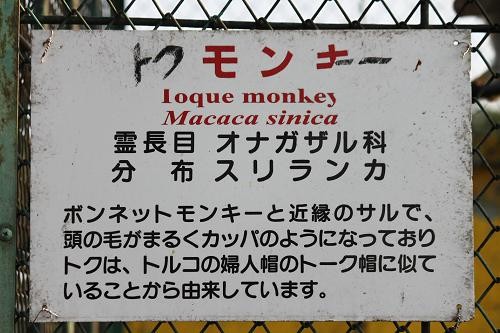 トクモンキー
Toque monkey
Macaca sinica
霊長目 オナガザル科
分 布 スリランカ
ボンネットモンキーと近縁のサルで、
頭の毛がまるくカッパのようになっており
トクは、トルコの婦人帽のトーク帽に似て
いることから由来しています。